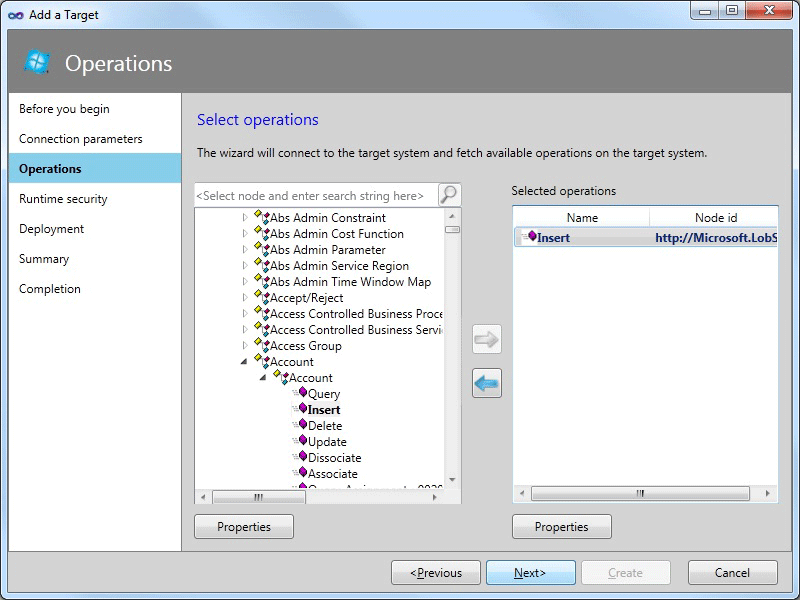 Add a Target
Operations
Before you begin
Connection parameters
Operations
Runtime security
Deployment
Summary
Completion
Select operations
The wizard will connect to the target system and fetch available operations on the target system.
<Select node and enter search string here>
Abs Admin Constraint
Abs Admin Cost Function
Abs Admin Parameter
Abs Admin Service Region
Abs Admin Time Window Map
Accept/Reject
Access Controlled Business Proce
Access Controlled Business Servi
Access Group
Account
Account
Query
Insert
Delete
Update
Dissociate
Associate
Properties
Selected operations
Name Node id
Insert http://Microsoft.LobS
Properties
<Previous Next> Create Cancel